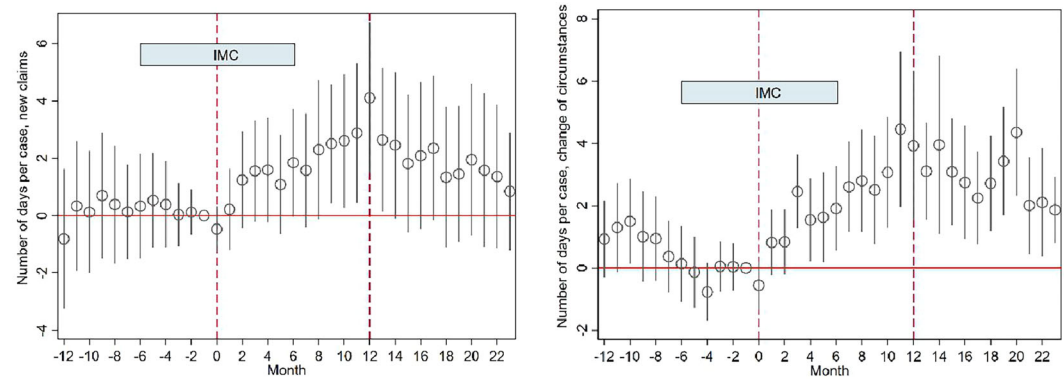 Number of days per case, new claims
6
4
2
0
-2
-4
IMC
-12 -10 -8 -6 -4 -2 0 2 4 6 8 10 12 14 16 18 20 22
Month
Number of days per case, change of circumstances
8
6
4
2
0
-2
IMC
-12 -10 -8 -6 -4 -2 0 2 4 6 8 10 12 14 16 18 20 22
Month